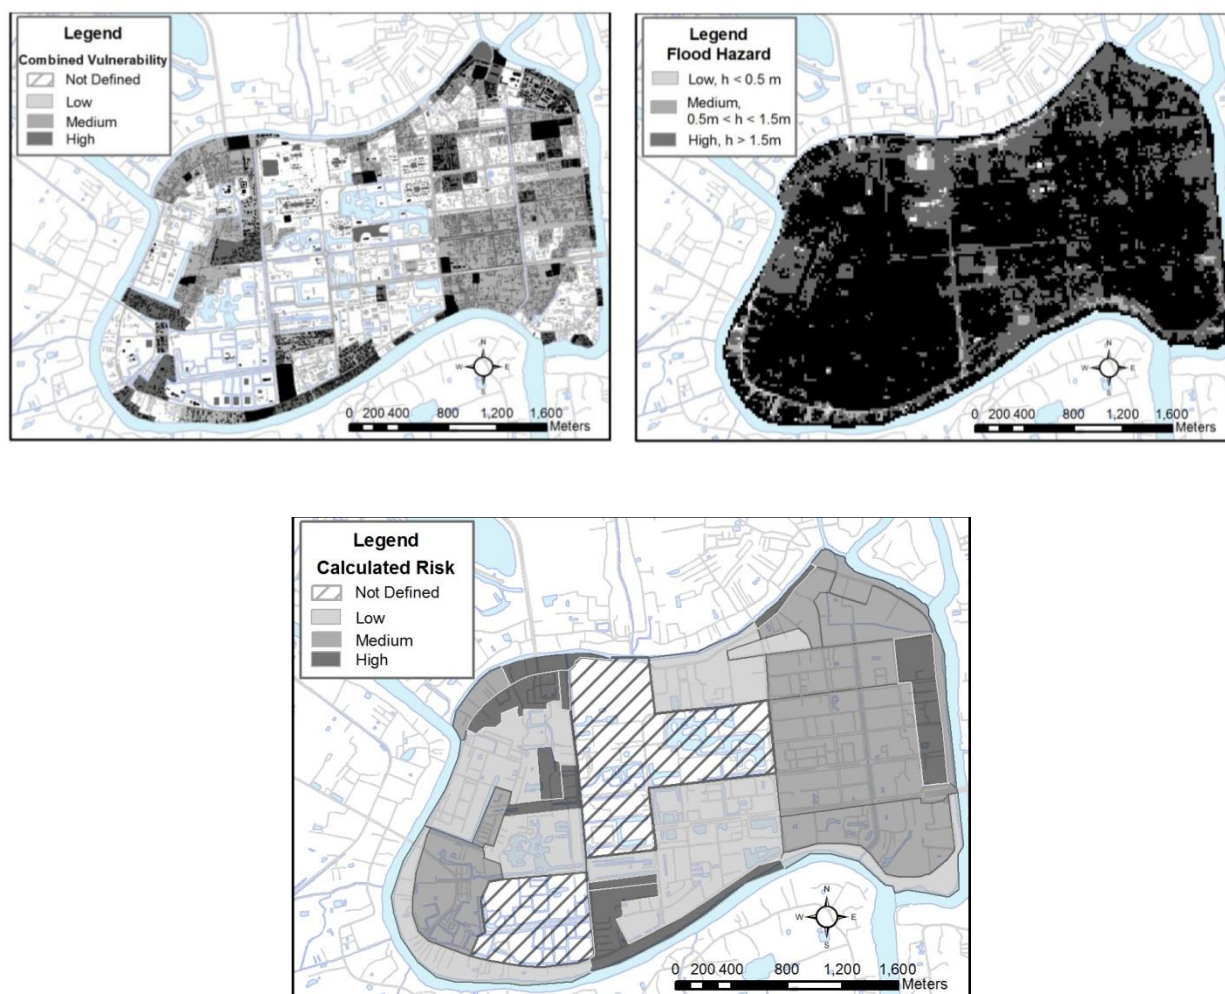 Legend
Combined Vulnerability
Not Defined
Low
Medium
High
N
W E
S
0 200 400 800 1,200 1,600
Meters
Legend
Flood Hazard
Low, h < 0.5 m
Medium,
0.5m < h < 1.5m
High, h > 1.5m
N
W E
S
0 200 400 800 1,200 1,600
Meters
Legend
Calculated Risk
Not Defined
Low
Medium
High
N
W E
S
0 200 400 800 1,200 1,600
Meters